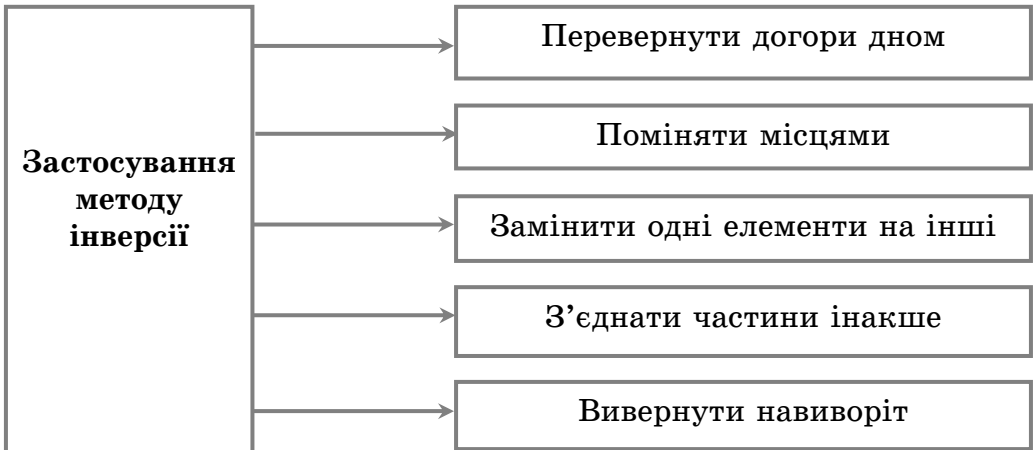 Застосування
методу
інверсії
Перевернути догори дном
Поміняти місцями
Замінити одні елементи на інші
З’єднати частини інакше
Вивернути навиворіт